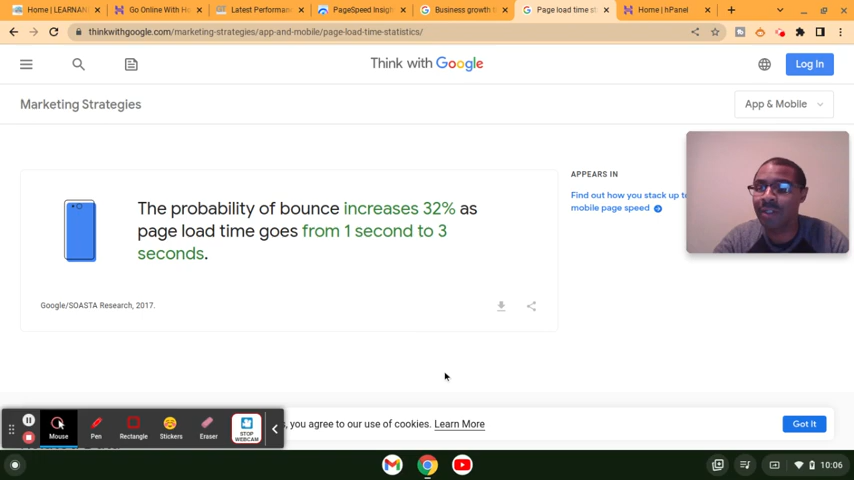 Home | LEARNAN
Go Online With Ho
Latest Performanc
PageSpeed Insigh
Business growth t
Page load time st
Home | hPanel
thinkwithgoogle.com/marketing-strategies/app-and-mobile/page-load-time-statistics/
Think with Google
Log In
Marketing Strategies
App & Mobile
The probability of bounce increases 32% as
page load time goes from 1 second to 3
seconds.
APPEARS IN
Find out how you stack up to
mobile page speed
Google/SOASTA Research, 2017.
s, you agree to our use of cookies. Learn More
Got it
Mouse
Pen
Rectangle
Stickers
Eraser
STOP
WEBCAM
10:06